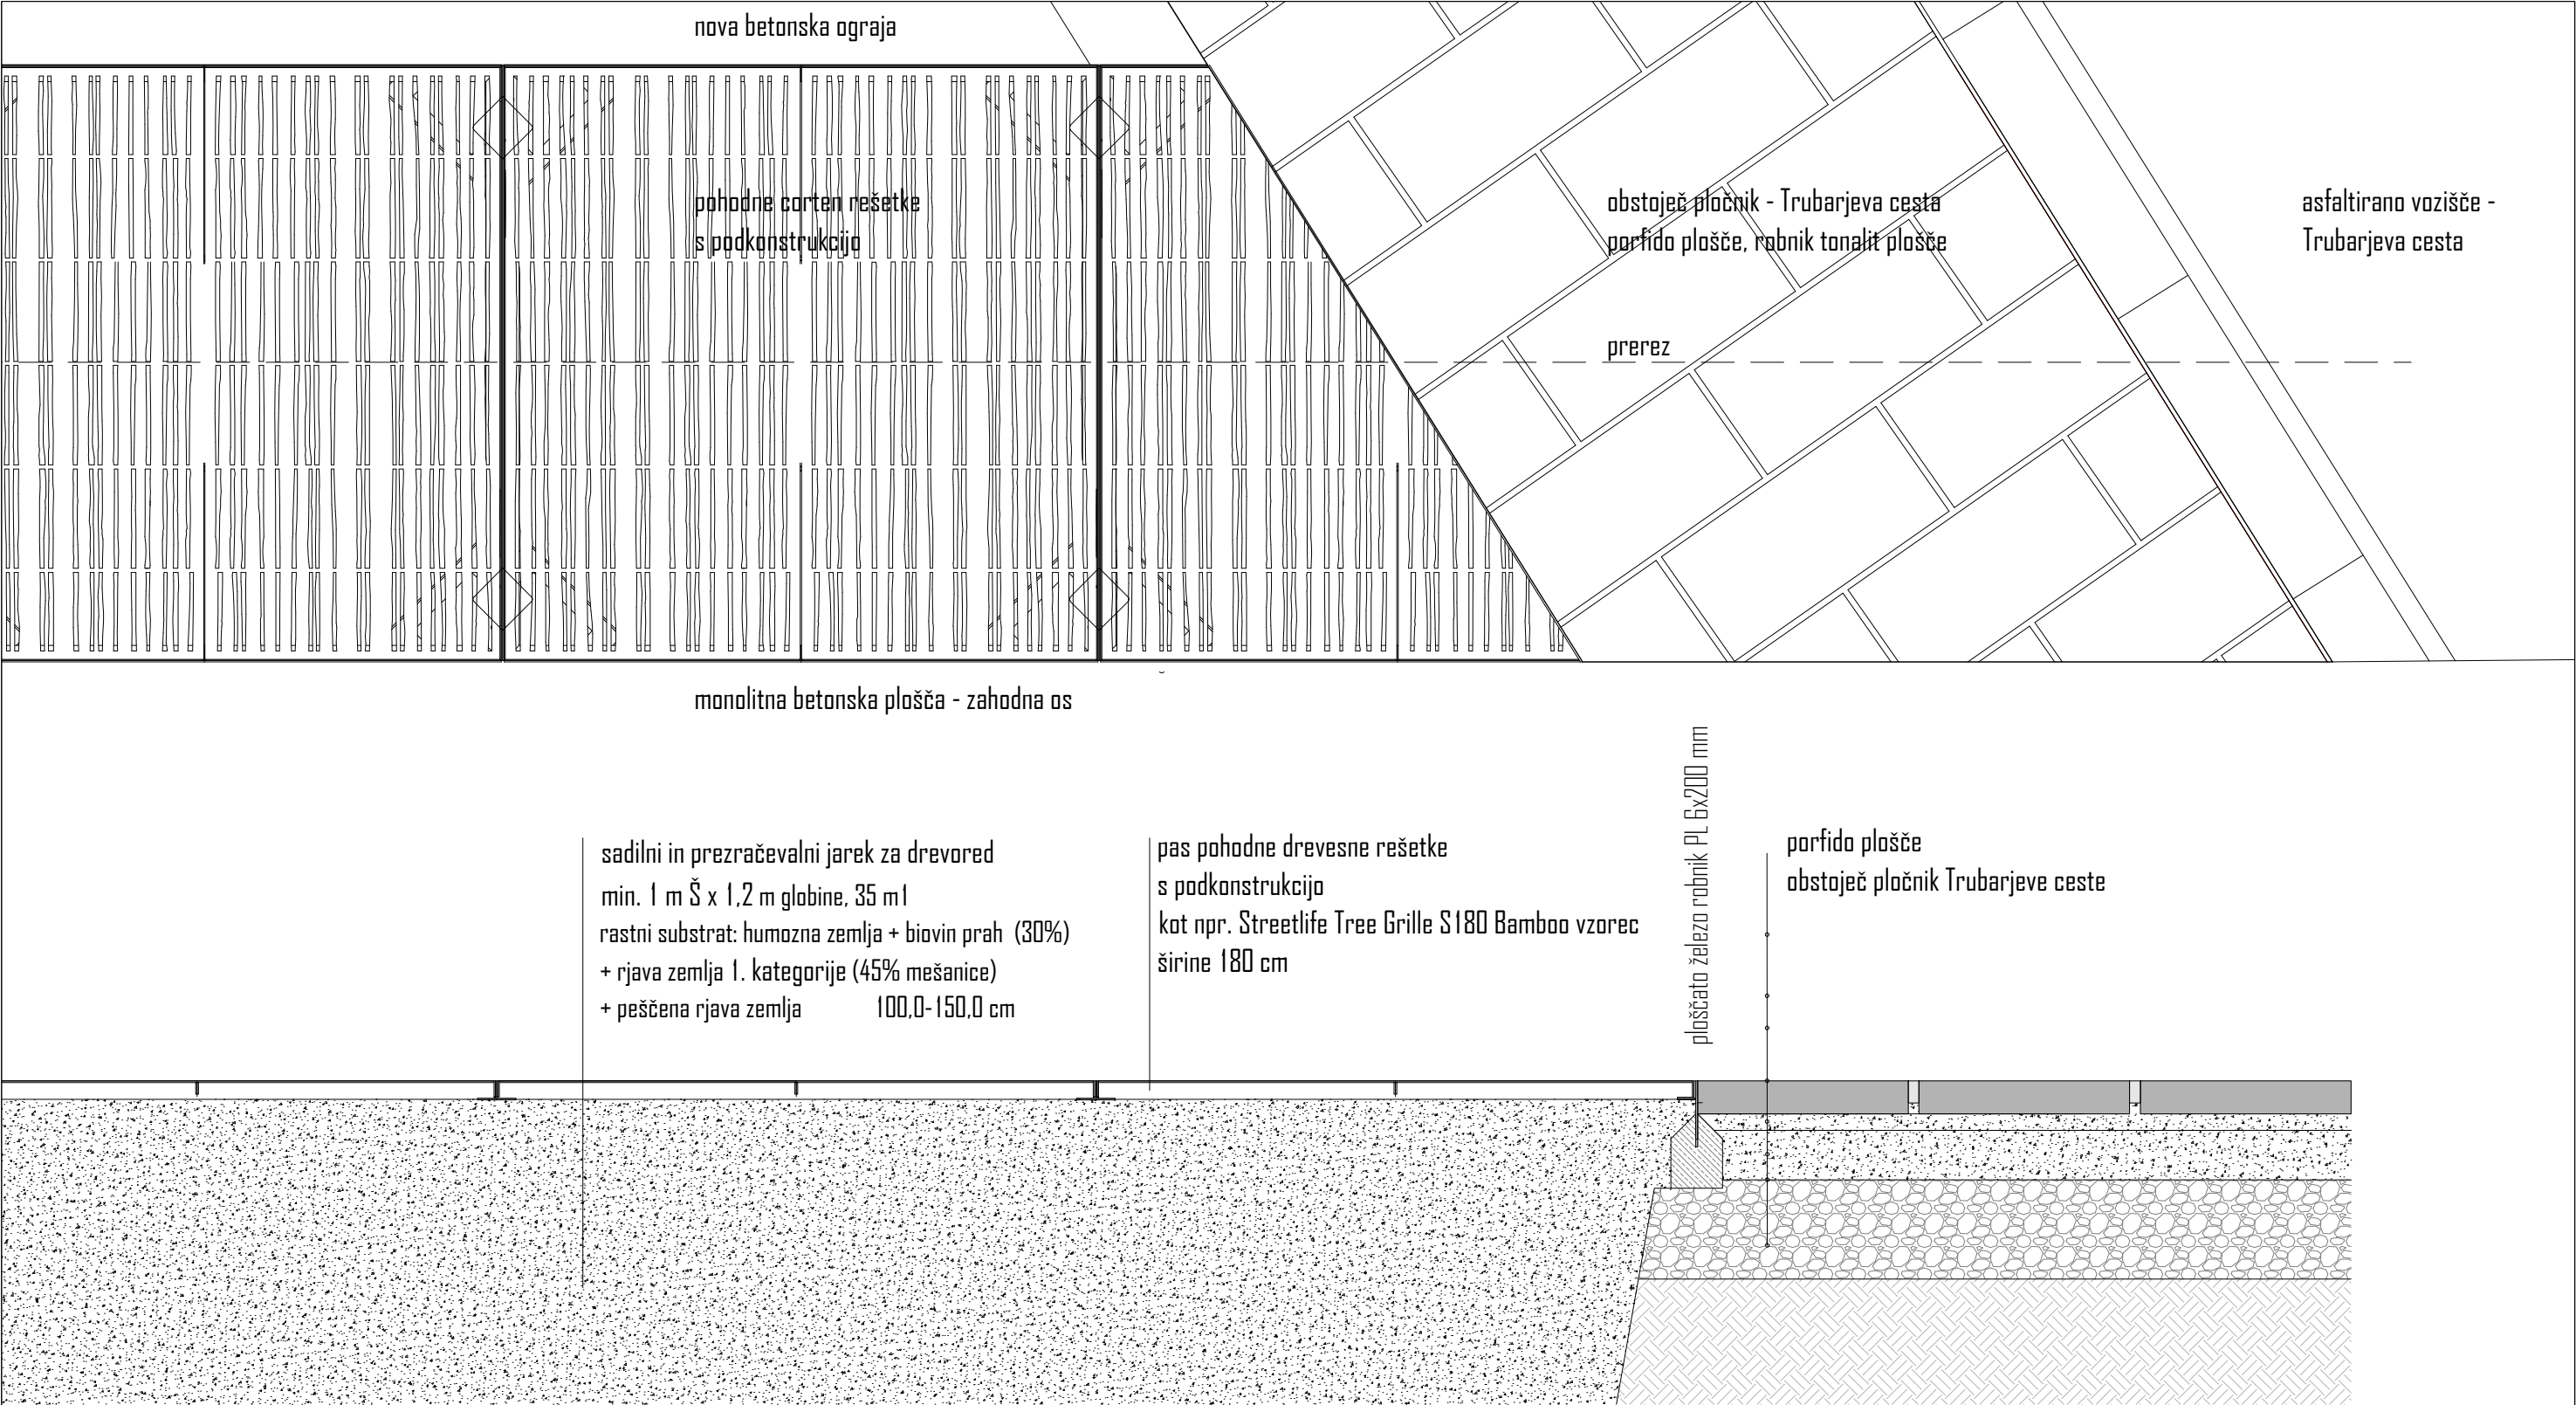 nova betonska ograja
pohodne corten rešetke
s podkonstrukcijo
obstoječ pločnik - Trubarjeva cesta
porfido plošče, robnik tonalit plošče
asfaltirano vozišče -
Trubarjeva cesta
prerez
monolitna betonska plošča - zahodna os
sadilni in prezračevalni jarek za drevored
min. 1 m Š x 1,2 m globine, 35 m1
rastni substrat: humozna zemlja + biovin prah (30%)
+ rjava zemlja 1. kategorije (45% mešanice)
+ peščena rjava zemlja 100,0-150,0 cm
pas pohodne drevesne rešetke
s podkonstrukcijo
kot npr. Streetlife Tree Grille S180 Bamboo vzorec
širine 180 cm
ploščato železo robnik PL 6x200 mm
porfido plošče
obstoječ pločnik Trubarjeve ceste